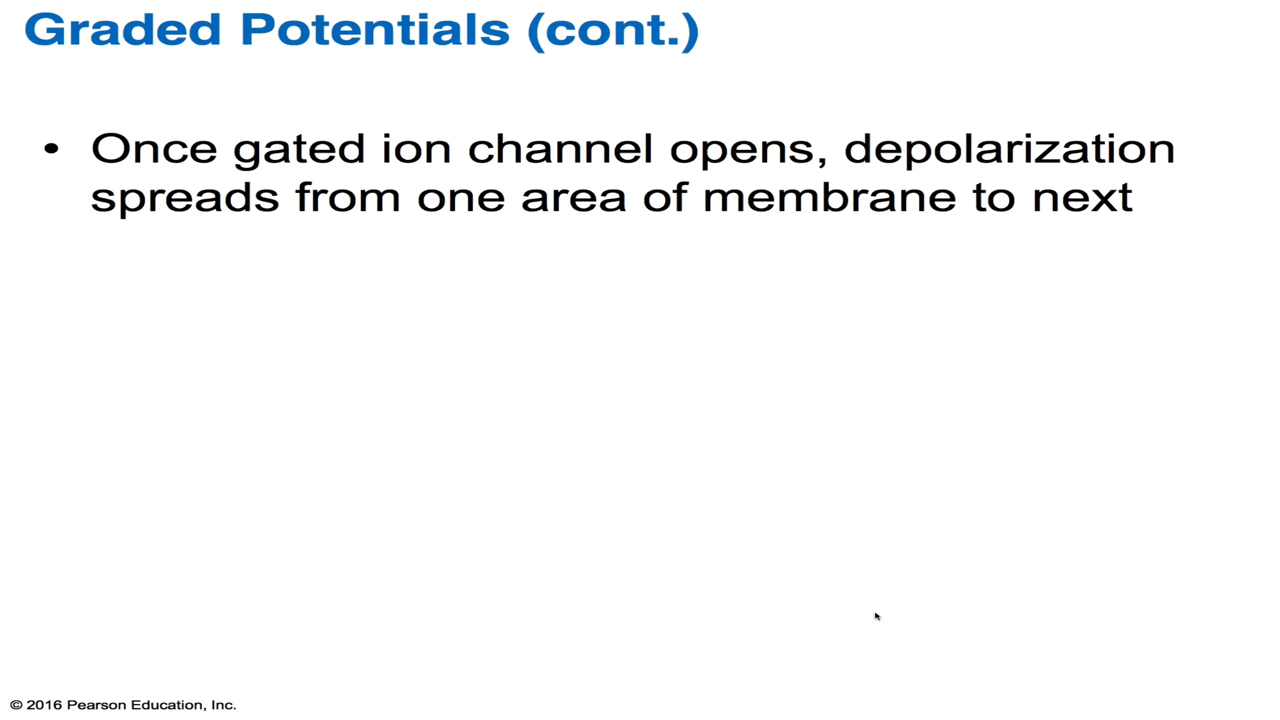 Graded Potentials (cont.)
• Once gated ion channel opens, depolarization
spreads from one area of membrane to next
© 2016 Pearson Education, Inc.